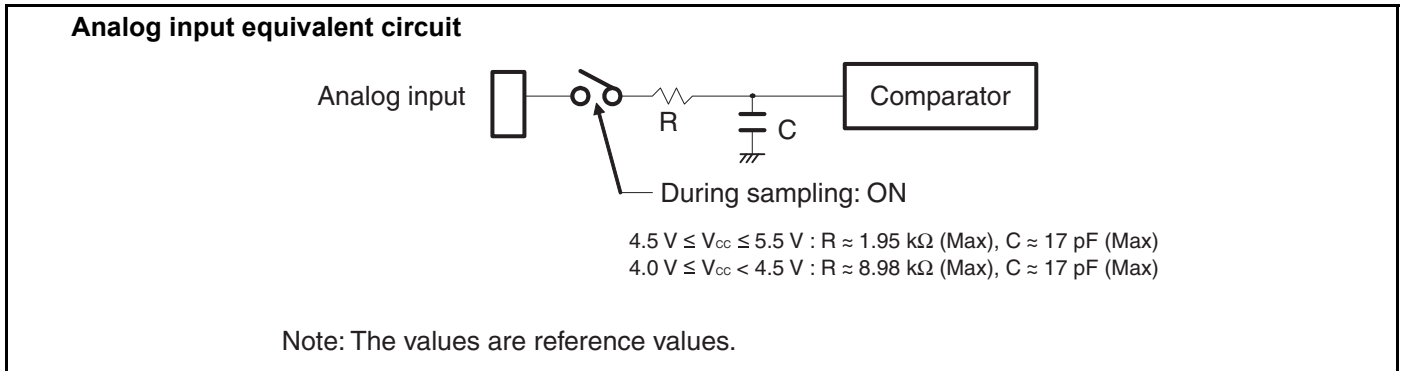 Analog input equivalent circuit
Analog input
Comparator
R
C
During sampling: ON
4.5 V ≤ Vcc ≤ 5.5 V : R ≈ 1.95 kΩ (Max), C ≈ 17 pF (Max)
4.0 V ≤ Vcc < 4.5 V : R ≈ 8.98 kΩ (Max), C ≈ 17 pF (Max)
Note: The values are reference values.